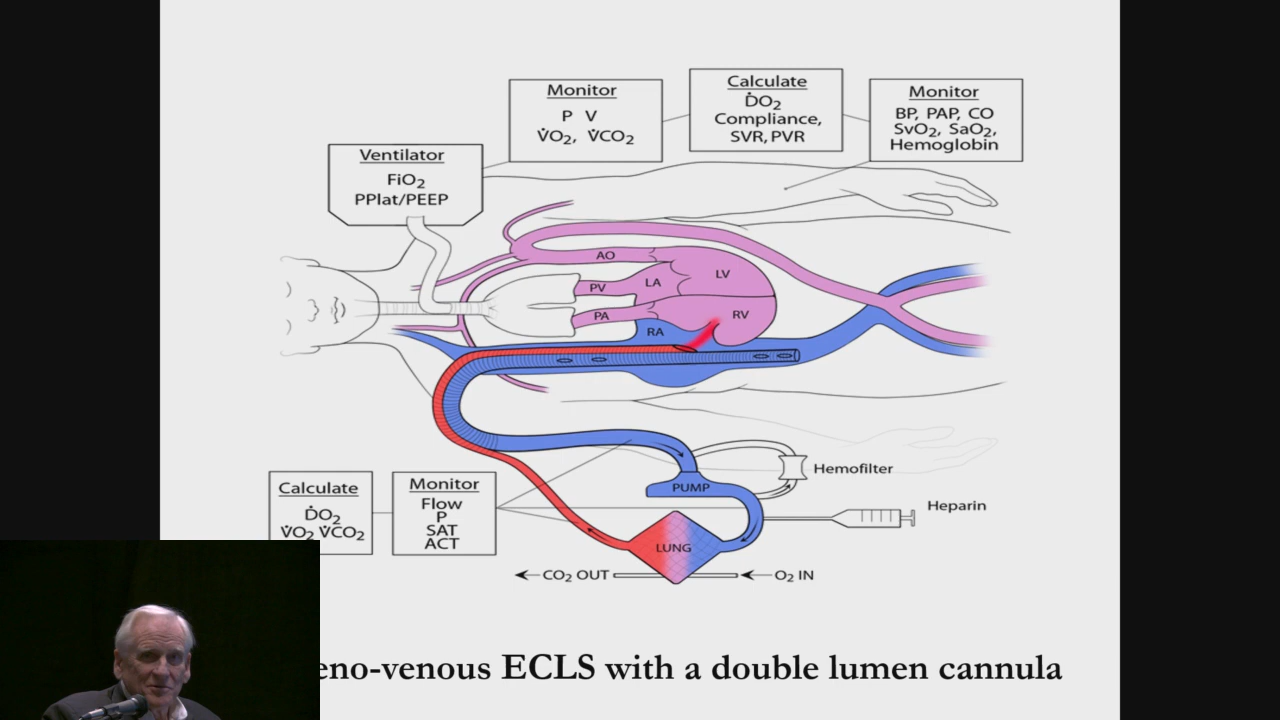 Monitor
P V
V̇O₂, V̇CO₂
Calculate
ḊO₂
Compliance,
SVR, PVR
Monitor
BP, PAP, CO
SvO₂, SaO₂,
Hemoglobin
Ventilator
FiO₂
PPlat/PEEP
AO
PV
LA
LV
PA
RA
RV
Hemofilter
PUMP
Heparin
LUNG
CO₂ OUT
O₂ IN
Calculate
ḊO₂
V̇O₂ V̇CO₂
Monitor
Flow
P
SAT
ACT
eno-venous ECLS with a double lumen cannula